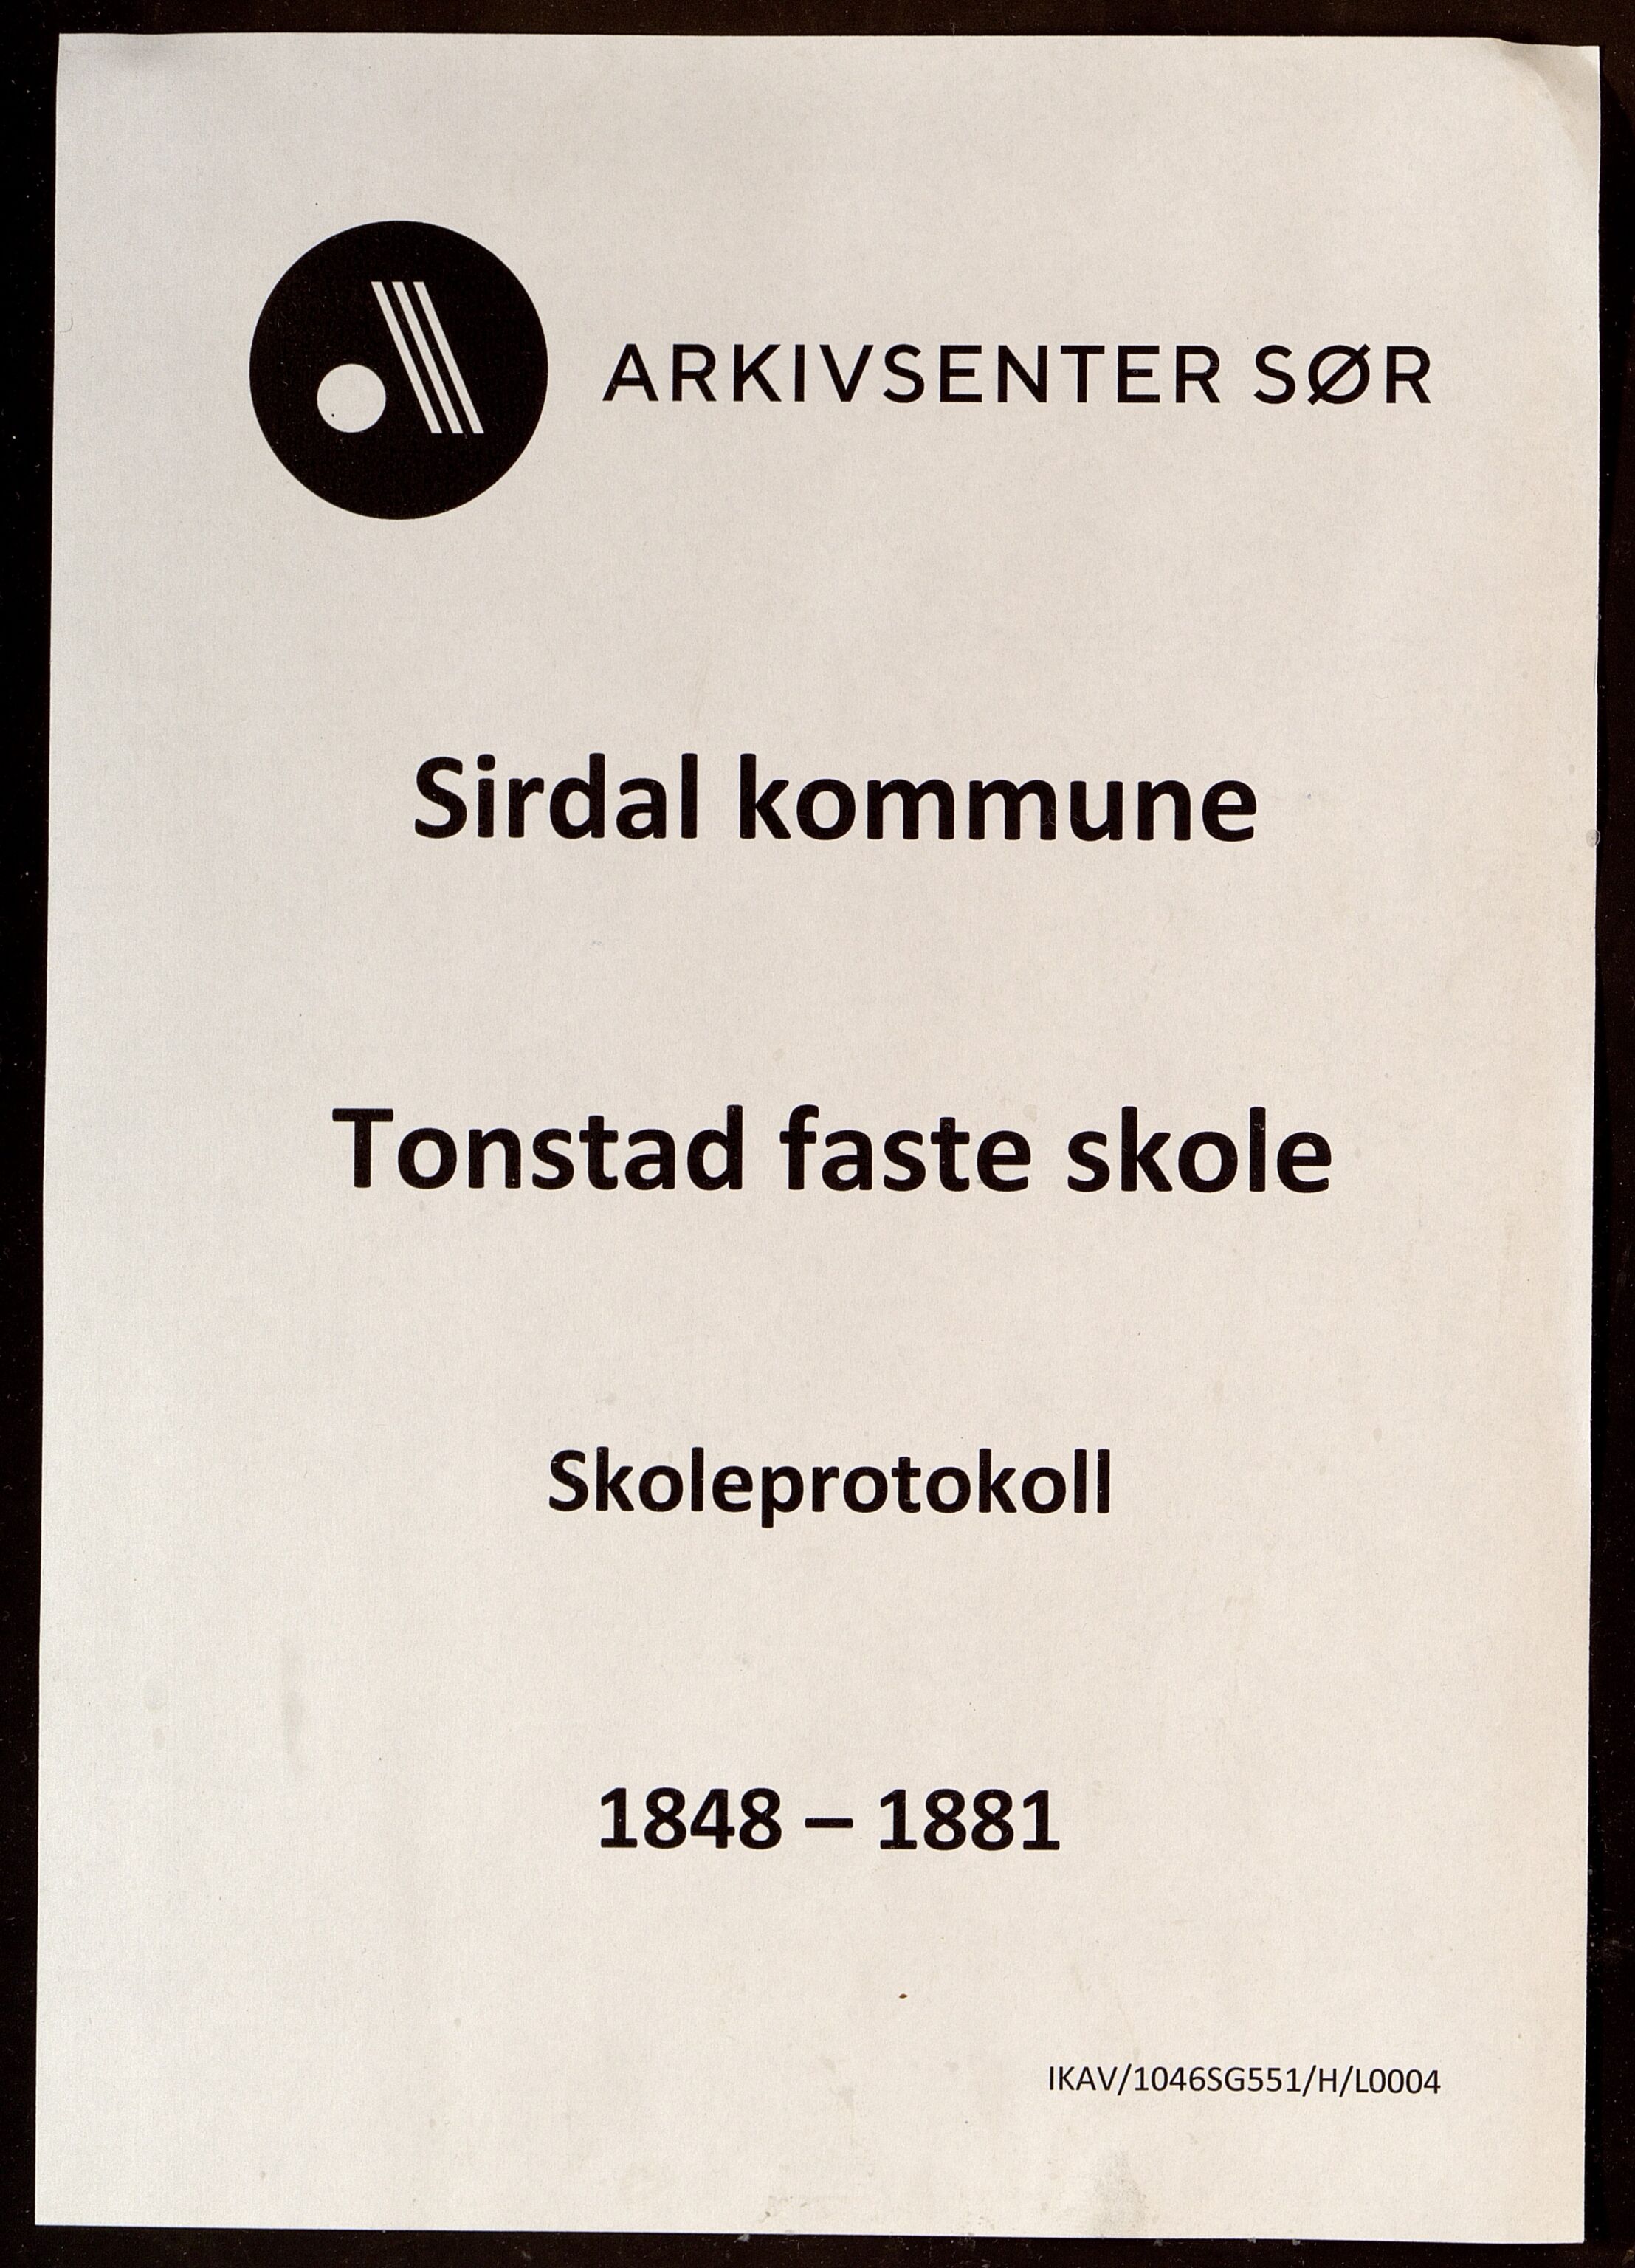 ARKIVSENTER SØR
Sirdal kommune
Tonstad faste skole
Skoleprotokoll
1848 – 1881
IKAV/1046SG551/H/L0004